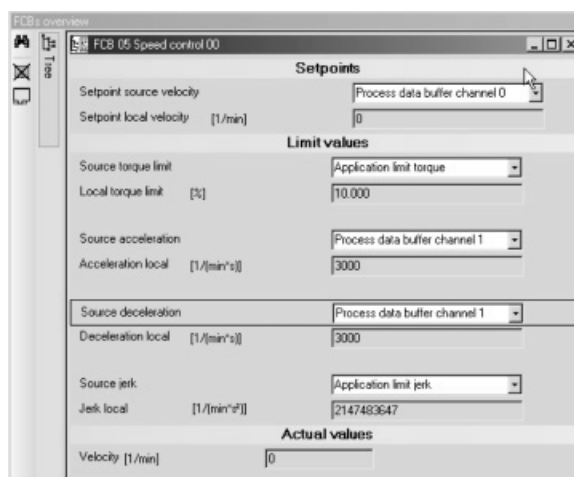 FCBs overview
Tree
FCB 05 Speed control 00
Setpoints
Setpoint source velocity Process data buffer channel 0
Setpoint local velocity [1/min] 0
Limit values
Source torque limit Application limit torque
Local torque limit [%] 10.000
Source acceleration Process data buffer channel 1
Acceleration local [1/(min*s)] 3000
Source deceleration Process data buffer channel 1
Deceleration local [1/(min*s)] 3000
Source jerk Application limit jerk
Jerk local [1/(min*s²)] 2147483647
Actual values
Velocity [1/min] 0